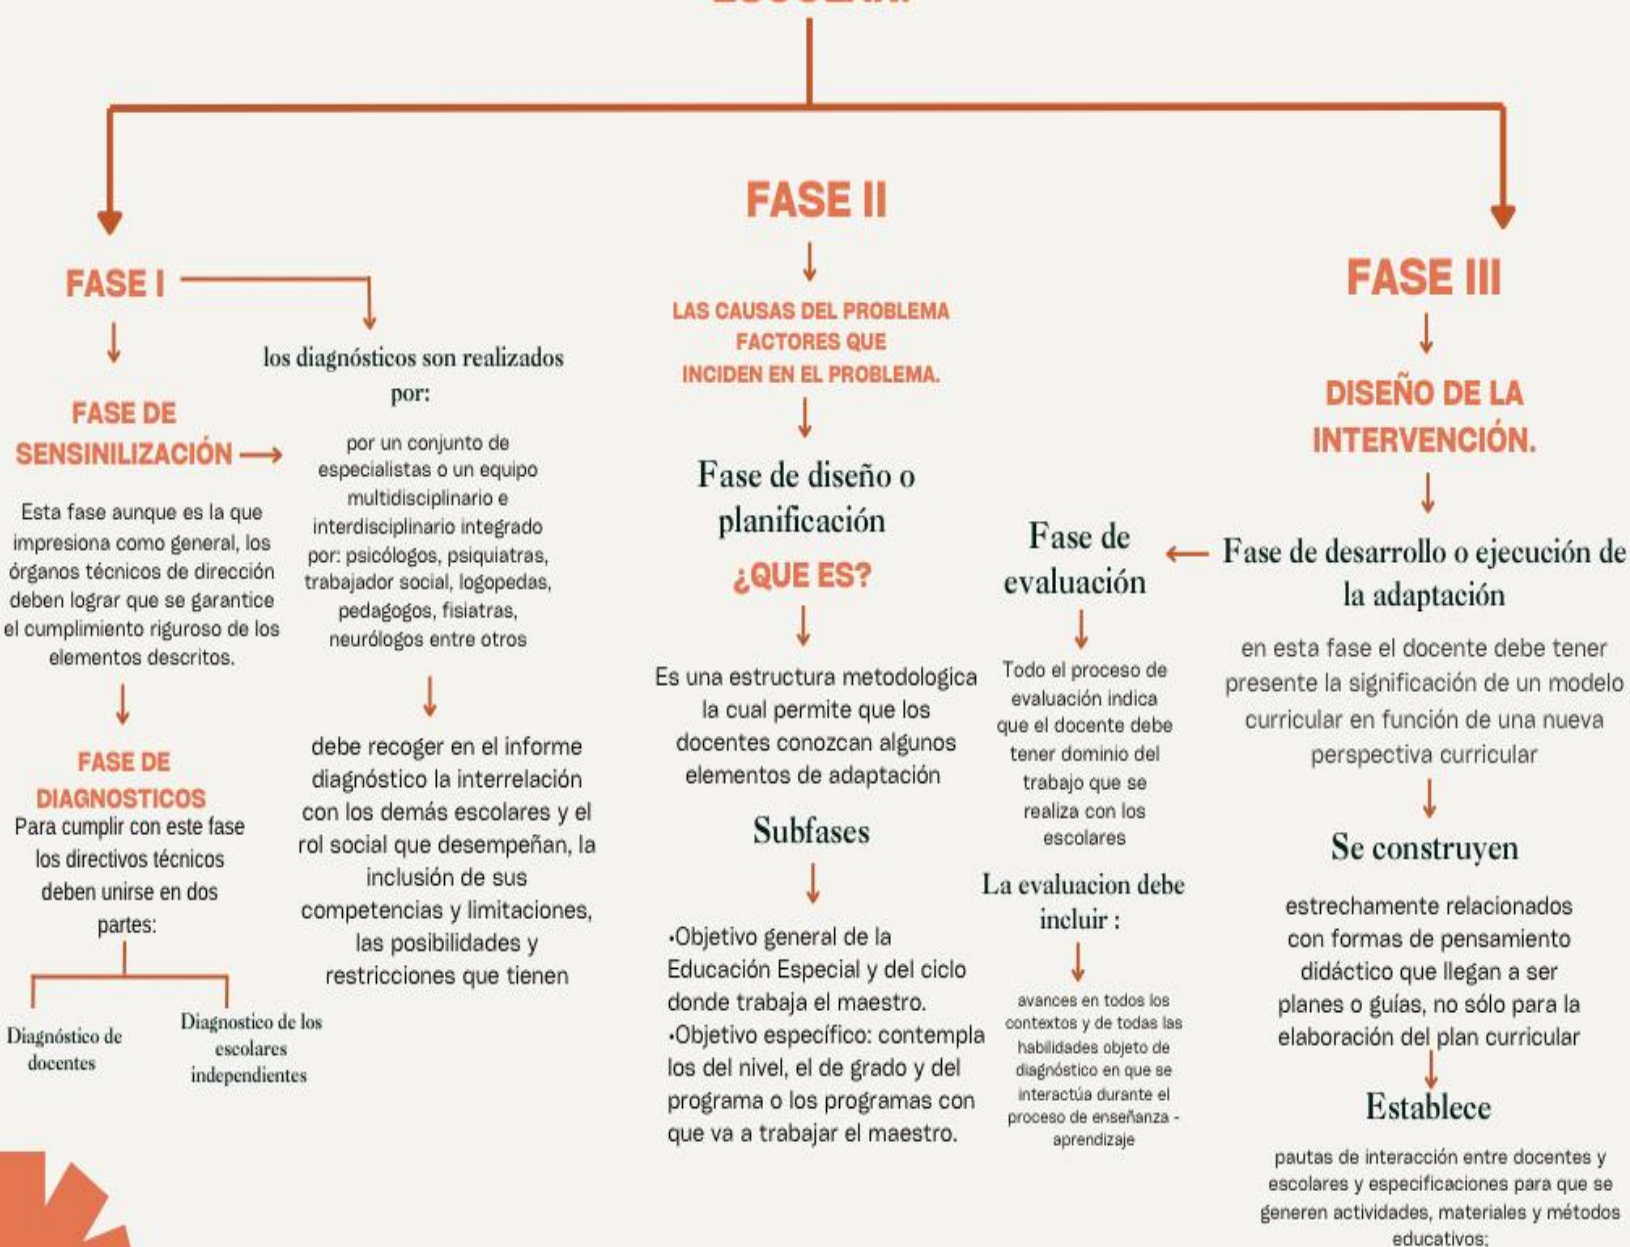 FASE I
FASE DE
SENSINILIZACIÓN
Esta fase aunque es la que
impresiona como general, los
órganos técnicos de dirección
deben lograr que se garantice
el cumplimiento riguroso de los
elementos descritos.
FASE DE
DIAGNOSTICOS
Para cumplir con este fase
los directivos técnicos
deben unirse en dos
partes:
Diagnóstico de
docentes
Diagnostico de los
escolares
independientes
los diagnósticos son realizados
por:
por un conjunto de
especialistas o un equipo
multidisciplinario e
interdisciplinario integrado
por: psicólogos, psiquiatras,
trabajador social, logopedas,
pedagogos, fisiatras,
neurólogos entre otros
debe recoger en el informe
diagnóstico la interrelación
con los demás escolares y el
rol social que desempeñan, la
inclusión de sus
competencias y limitaciones,
las posibilidades y
restricciones que tienen
FASE II
LAS CAUSAS DEL PROBLEMA
FACTORES QUE
INCIDEN EN EL PROBLEMA.
Fase de diseño o
planificación
¿QUE ES?
Es una estructura metodologica
la cual permite que los
docentes conozcan algunos
elementos de adaptación
Subfases
•Objetivo general de la
Educación Especial y del ciclo
donde trabaja el maestro.
•Objetivo específico: contempla
los del nivel, el de grado y del
programa o los programas con
que va a trabajar el maestro.
FASE III
DISEÑO DE LA
INTERVENCIÓN.
Fase de desarrollo o ejecución de
la adaptación
en esta fase el docente debe tener
presente la significación de un modelo
curricular en función de una nueva
perspectiva curricular
Se construyen
estrechamente relacionados
con formas de pensamiento
didáctico que llegan a ser
planes o guías, no sólo para la
elaboración del plan curricular
Establece
pautas de interacción entre docentes y
escolares y especificaciones para que se
generen actividades, materiales y métodos
educativos;
Fase de
evaluación
Todo el proceso de
evaluación indica
que el docente debe
tener dominio del
trabajo que se
realiza con los
escolares
La evaluacion debe
incluir :
avances en todos los
contextos y de todas las
habilidades objeto de
diagnóstico en que se
interactúa durante el
proceso de enseñanza -
aprendizaje